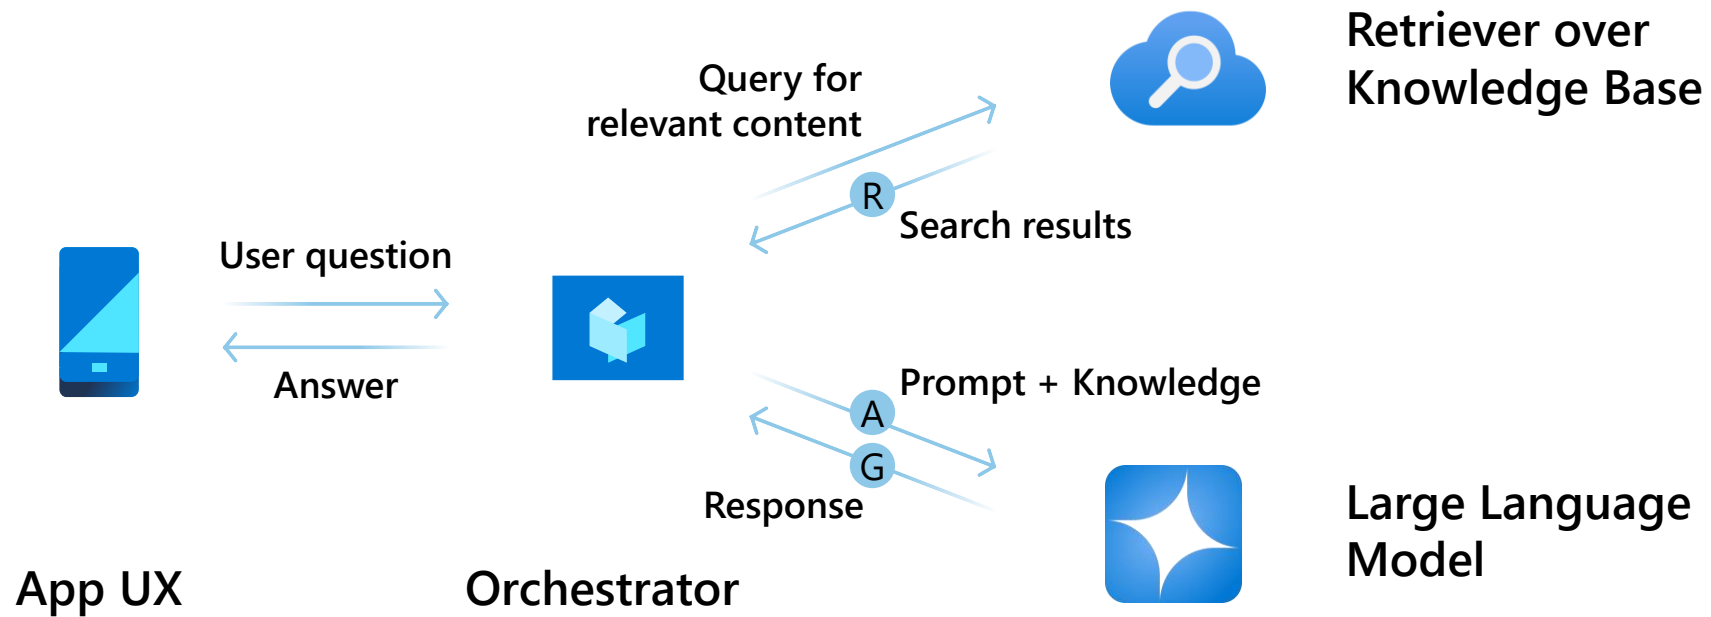 Retriever over
Knowledge Base
Query for
relevant content
R
Search results
User question
Answer
Prompt + Knowledge
A
G
Response
Large Language
Model
App UX
Orchestrator